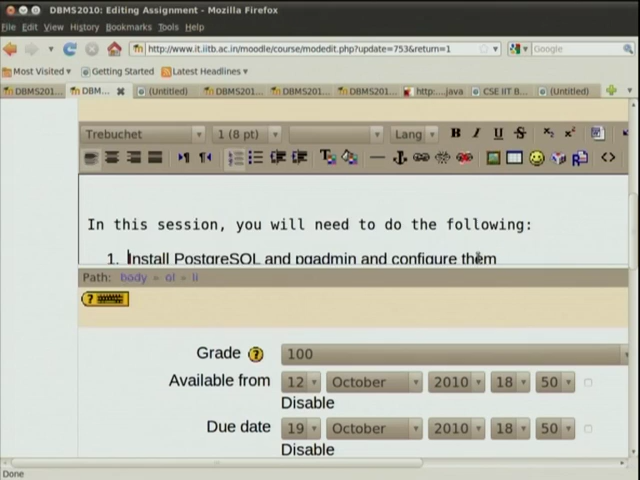 DBMS2010: Editing Assignment - Mozilla Firefox
File Edit View History Bookmarks Tools Help
http://www.it.iitb.ac.in/moodle/course/modedit.php?update=753&return=1
Google
Most Visited Getting Started Latest Headlines
DBMS201... DBM... (Untitled) DBMS201... DBMS201... DBMS201... http:....java CSE IIT B... (Untitled)
Trebuchet 1 (8 pt) Lang B I U S x₂ x²
In this session, you will need to do the following:
1. Install PostgreSQL and pgadmin and configure them
Path: body » ol » li
?
Grade ? 100
Available from 12 October 2010 18 50
Disable
Due date 19 October 2010 18 50
Disable
Done